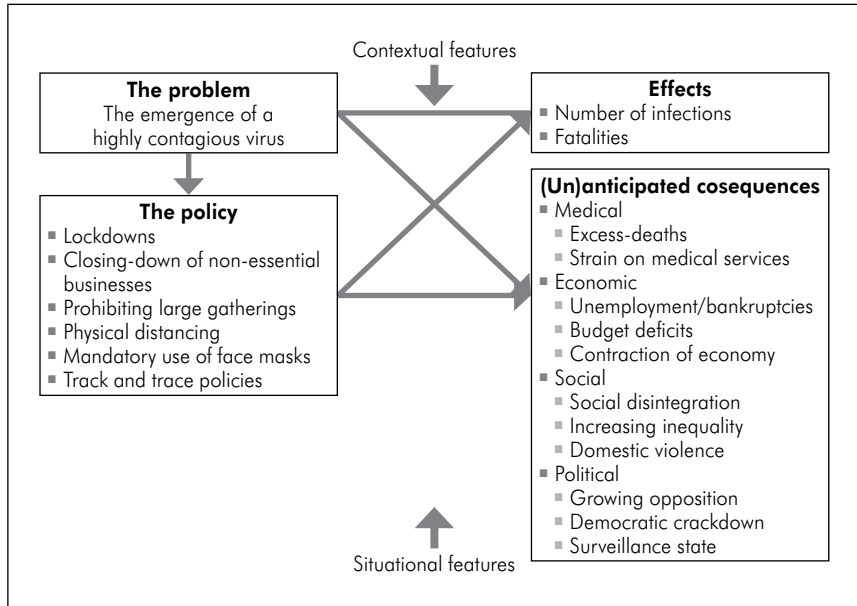 Contextual features
The problem
The emergence of a
highly contagious virus
The policy
▪ Lockdowns
▪ Closing-down of non-essential
businesses
▪ Prohibiting large gatherings
▪ Physical distancing
▪ Mandatory use of face masks
▪ Track and trace policies
Effects
▪ Number of infections
▪ Fatalities
(Un)anticipated cosequences
▪ Medical
▪ Excess-deaths
▪ Strain on medical services
▪ Economic
▪ Unemployment/bankruptcies
▪ Budget deficits
▪ Contraction of economy
▪ Social
▪ Social disintegration
▪ Increasing inequality
▪ Domestic violence
▪ Political
▪ Growing opposition
▪ Democratic crackdown
▪ Surveillance state
Situational features